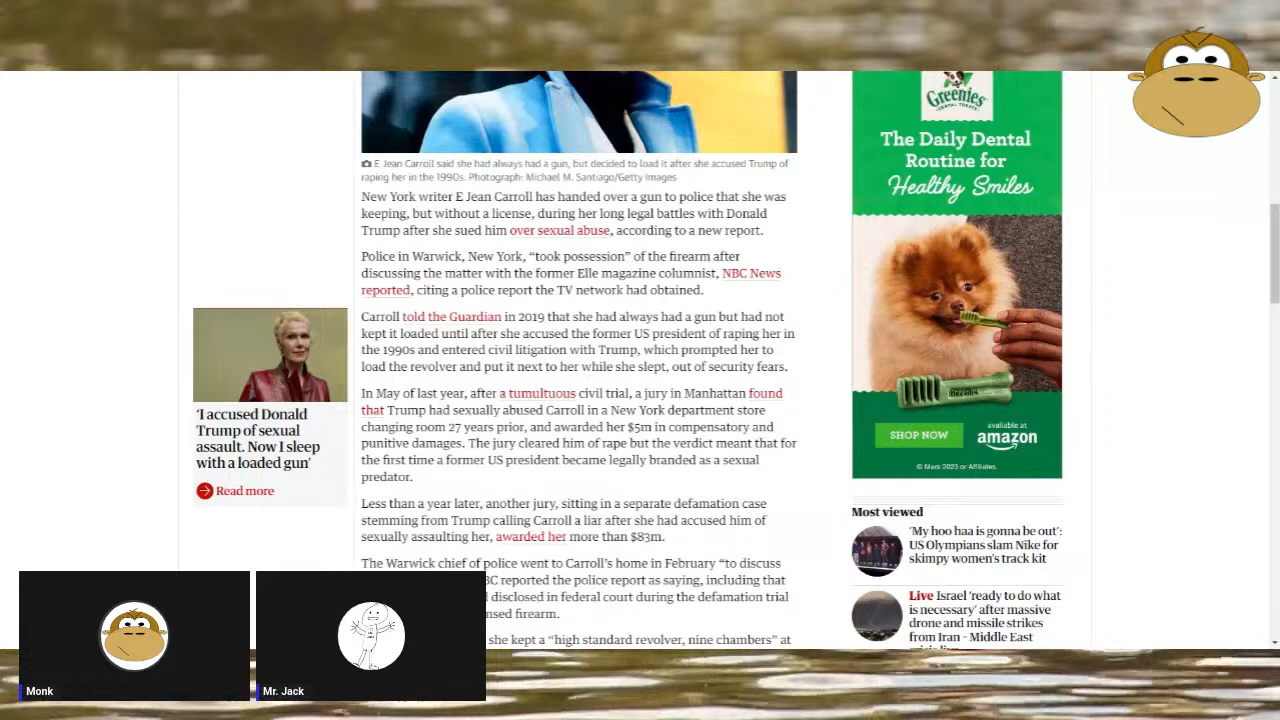 E Jean Carroll said she had always had a gun, but decided to load it after she accused Trump of
raping her in the 1990s. Photograph: Michael M. Santiago/Getty Images
New York writer E Jean Carroll has handed over a gun to police that she was
keeping, but without a license, during her long legal battles with Donald
Trump after she sued him over sexual abuse, according to a new report.
Police in Warwick, New York, “took possession” of the firearm after
discussing the matter with the former Elle magazine columnist, NBC News
reported, citing a police report the TV network had obtained.
Carroll told the Guardian in 2019 that she had always had a gun but had not
kept it loaded until after she accused the former US president of raping her in
the 1990s and entered civil litigation with Trump, which prompted her to
load the revolver and put it next to her while she slept, out of security fears.
In May of last year, after a tumultuous civil trial, a jury in Manhattan found
that Trump had sexually abused Carroll in a New York department store
changing room 27 years prior, and awarded her $5m in compensatory and
punitive damages. The jury cleared him of rape but the verdict meant that for
the first time a former US president became legally branded as a sexual
predator.
Less than a year later, another jury, sitting in a separate defamation case
stemming from Trump calling Carroll a liar after she had accused him of
sexually assaulting her, awarded her more than $83m.
The Warwick chief of police went to Carroll’s home in February “to discuss
BC reported the police report as saying, including that
disclosed in federal court during the defamation trial
nsed firearm.
she kept a “high standard revolver, nine chambers” at
‘I accused Donald
Trump of sexual
assault. Now I sleep
with a loaded gun’
Read more
Greenies
DENTAL TREATS
The Daily Dental
Routine for
Healthy Smiles
Greenies
SHOP NOW
available at
amazon
© Mars 2023 or Affiliates.
Most viewed
‘My hoo haa is gonna be out’:
US Olympians slam Nike for
skimpy women’s track kit
Live Israel ‘ready to do what
is necessary’ after massive
drone and missile strikes
from Iran – Middle East
Monk
Mr. Jack